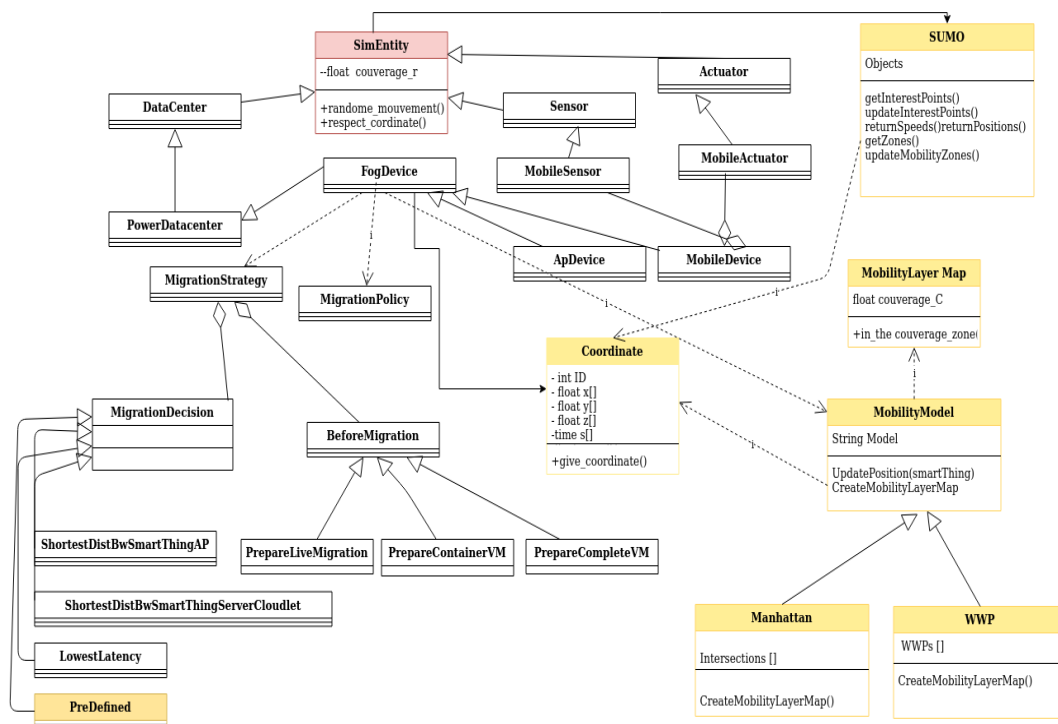 SimEntity
--float couverage_r
+randome_mouvement()
+respect_cordinate()
SUMO
Objects
getInterestPoints()
updateInterestPoints()
returnSpeeds()returnPositions()
getZones()
updateMobilityZones()
Actuator
DataCenter
Sensor
MobileActuator
FogDevice
MobileSensor
PowerDatacenter
i
ApDevice
MobileDevice
MigrationStrategy
MigrationPolicy
i
i
MobilityLayer Map
float couverage_C
+in_the couverage_zone(
Coordinate
- int ID
- float x[]
- float y[]
- float z[]
-time s[]
+give_coordinate()
i
i
MobilityModel
String Model
UpdatePosition(smartThing)
CreateMobilityLayerMap
MigrationDecision
BeforeMigration
ShortestDistBwSmartThingAP
PrepareLiveMigration
PrepareContainerVM
PrepareCompleteVM
ShortestDistBwSmartThingServerCloudlet
Manhattan
Intersections []
CreateMobilityLayerMap()
WWP
WWPs []
CreateMobilityLayerMap()
LowestLatency
PreDefined